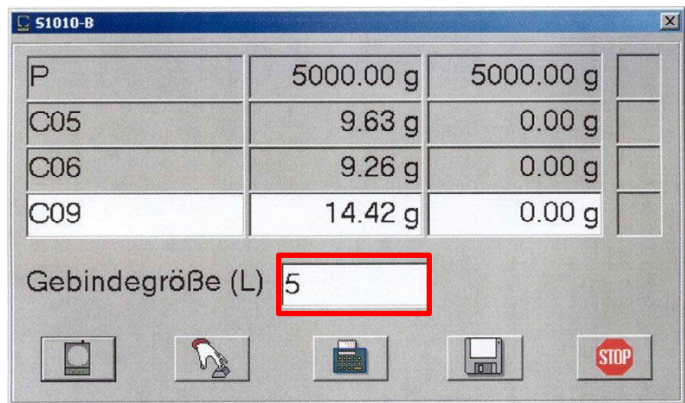 S1010-B
P 5000.00 g 5000.00 g
C05 9.63 g 0.00 g
C06 9.26 g 0.00 g
C09 14.42 g 0.00 g
Gebindegröße (L) 5
STOP